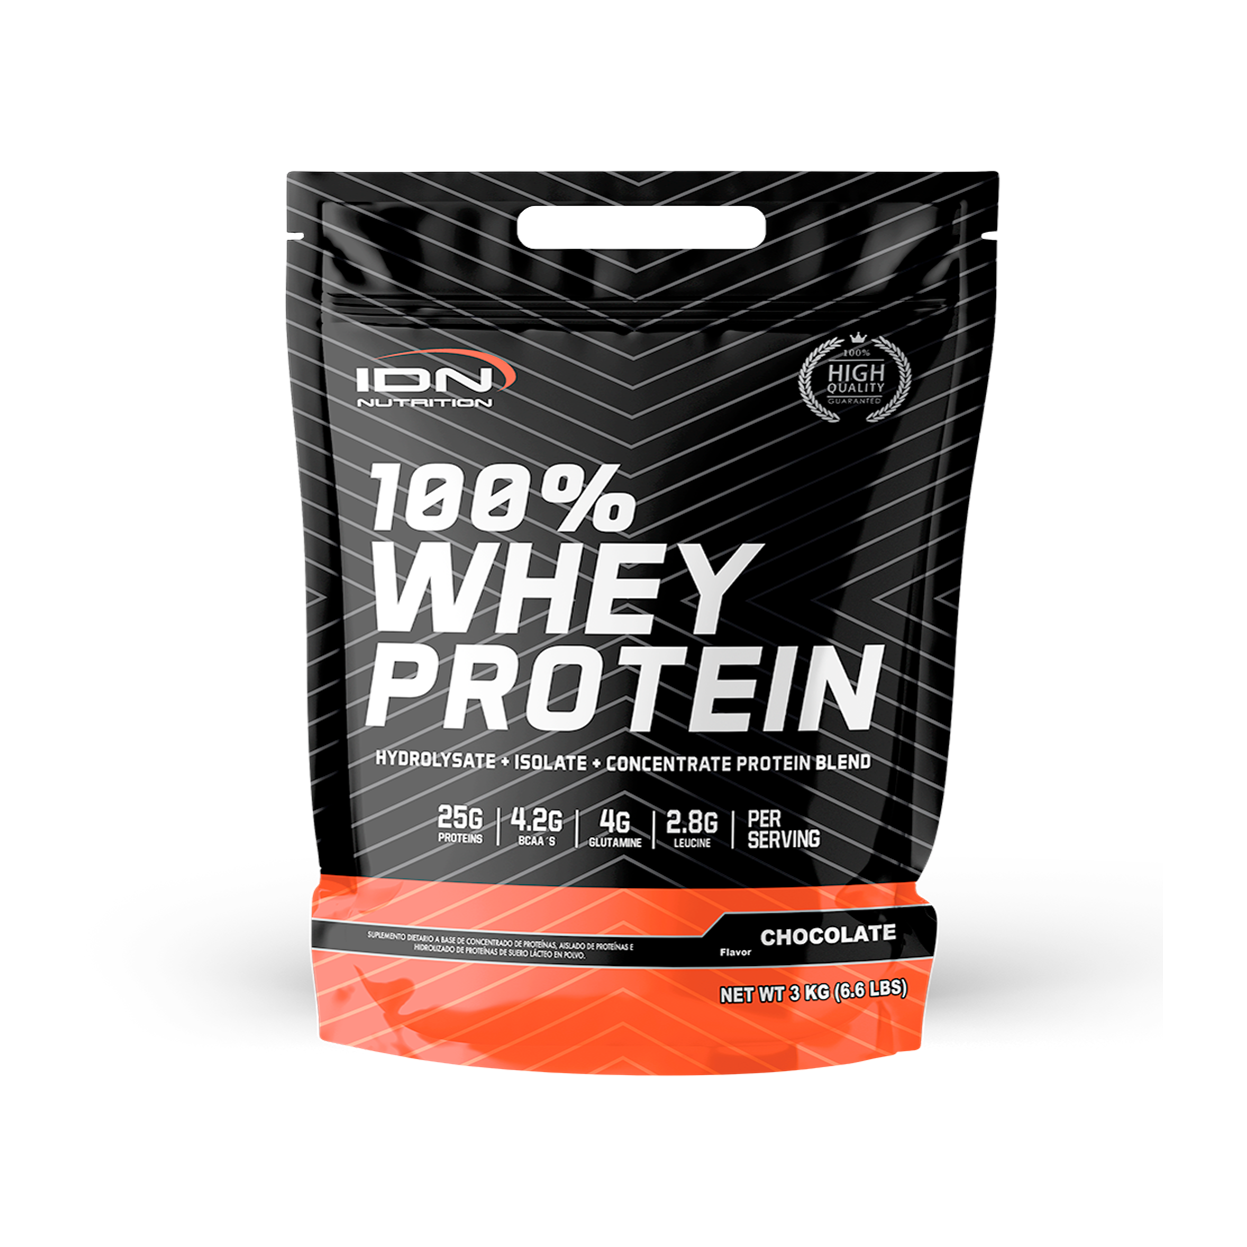 IDN
NUTRITION
100%
HIGH
QUALITY
GUARANTED
100%
WHEY
PROTEIN
HYDROLYSATE + ISOLATE + CONCENTRATE PROTEIN BLEND
25G PROTEINS | 4.2G BCAA´S | 4G GLUTAMINE | 2.8G LEUCINE | PER SERVING
SUPLEMENTO DIETARIO A BASE DE CONCENTRADO DE PROTEÍNAS, AISLADO DE PROTEÍNAS E
HIDROLIZADO DE PROTEÍNAS DE SUERO LÁCTEO EN POLVO.
Flavor CHOCOLATE
NET WT 3 KG (6.6 LBS)